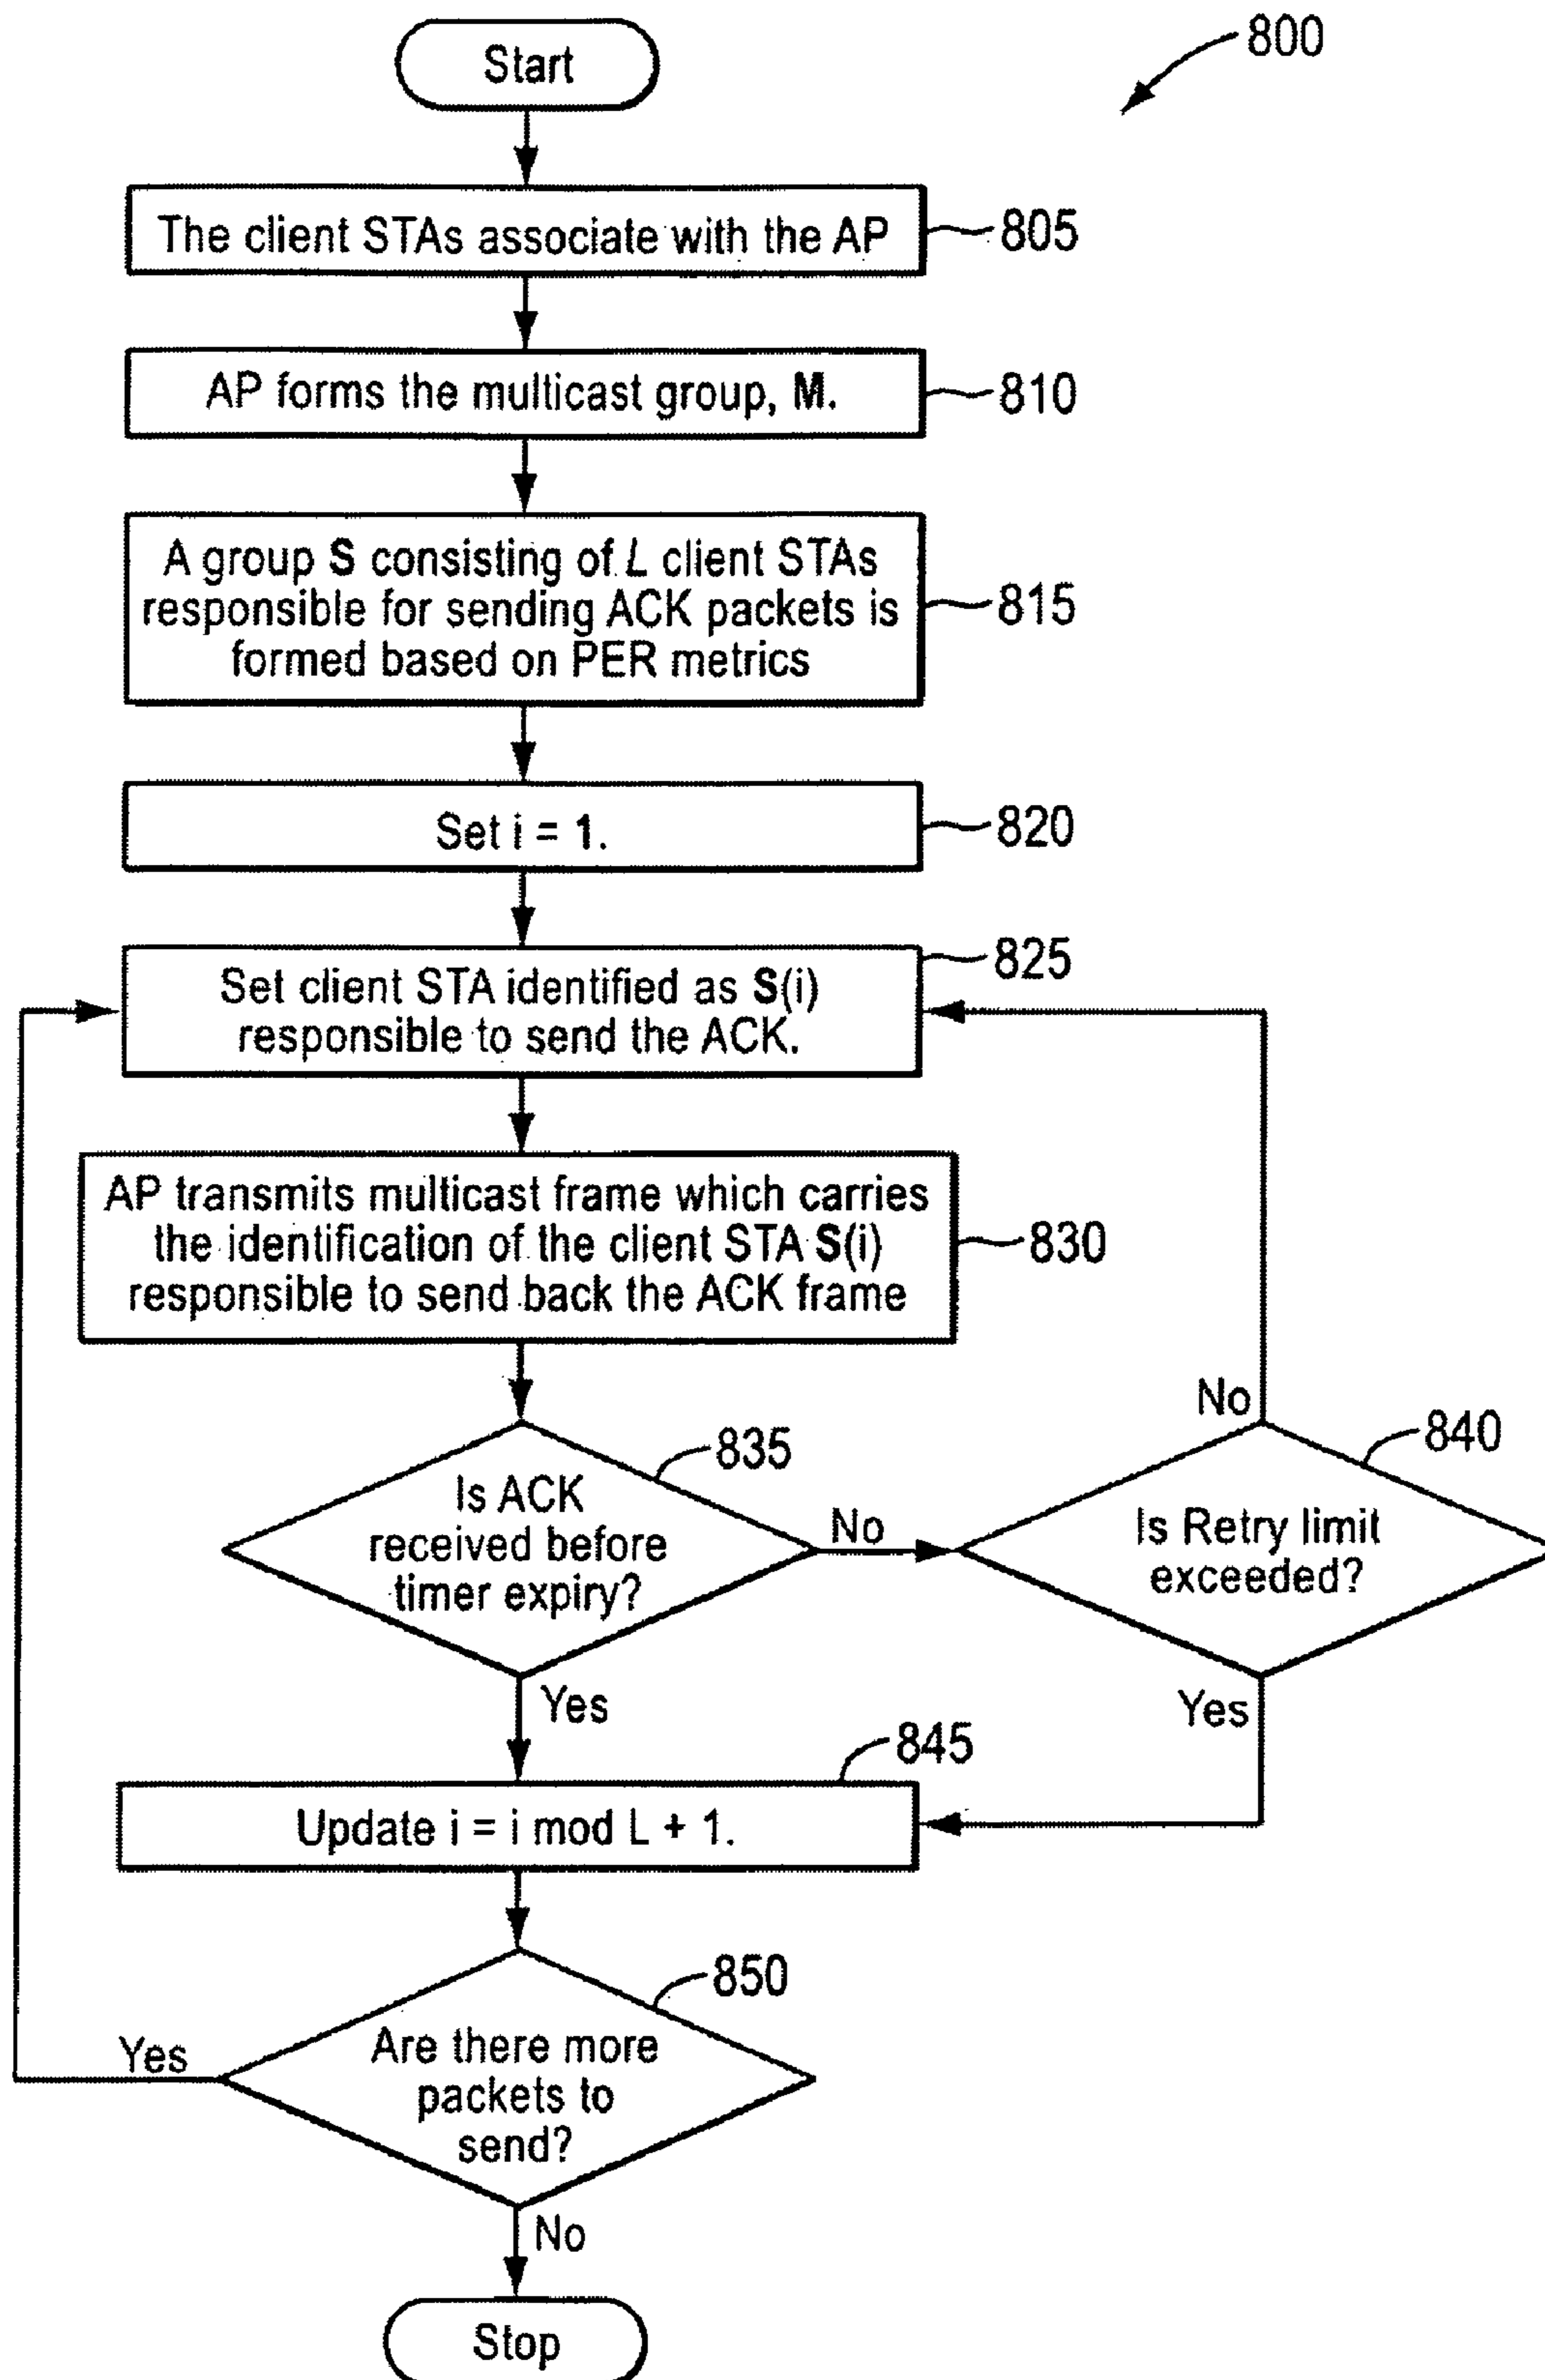 800
Start
The client STAs associate with the AP
805
AP forms the multicast group, M.
810
A group S consisting of L client STAs
responsible for sending ACK packets is
formed based on PER metrics
815
Set i = 1.
820
Set client STA identified as S(i)
responsible to send the ACK.
825
AP transmits multicast frame which carries
the identification of the client STA S(i)
responsible to send back the ACK frame
830
Is ACK
received before
timer expiry?
835
No
Yes
Is Retry limit
exceeded?
840
No
Yes
Update i = i mod L + 1.
845
Are there more
packets to
send?
850
Yes
No
Stop